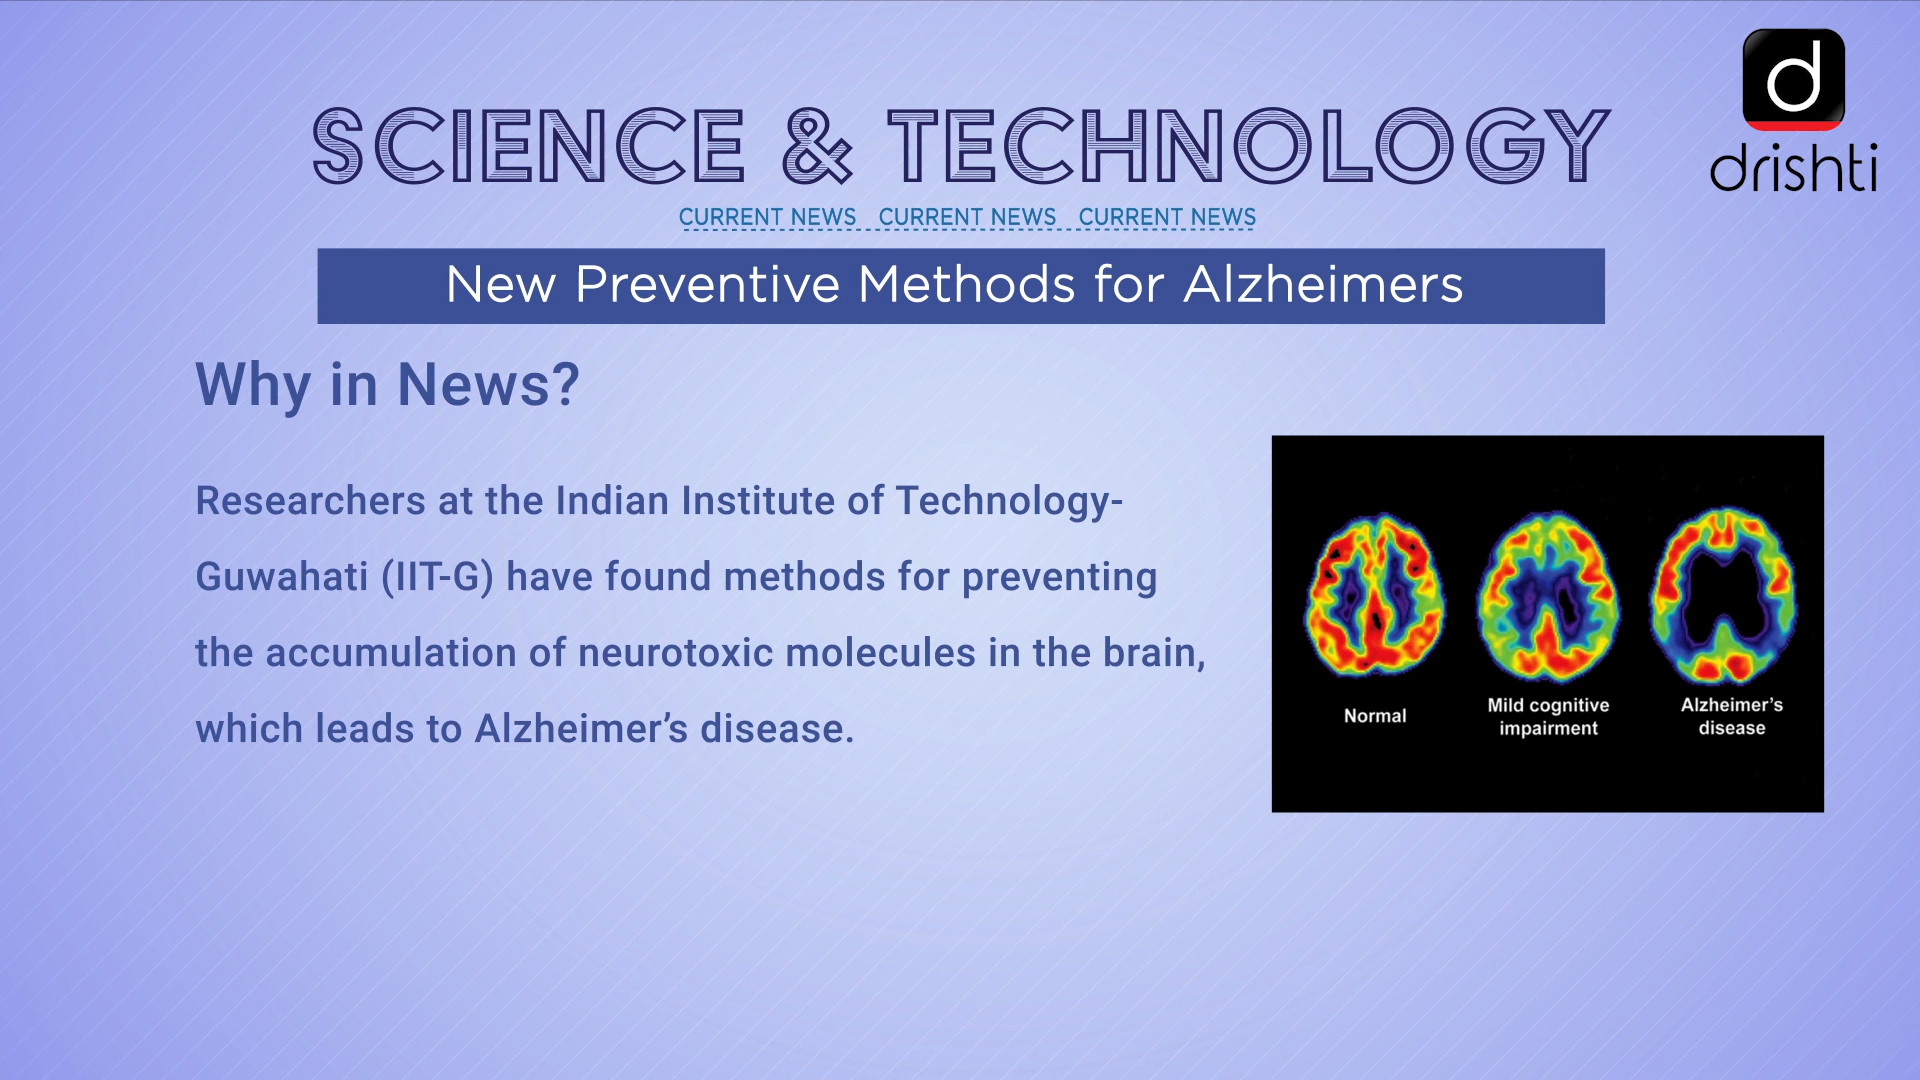 d
drishti
SCIENCE & TECHNOLOGY
CURRENT NEWS CURRENT NEWS CURRENT NEWS
New Preventive Methods for Alzheimers
Why in News?
Researchers at the Indian Institute of Technology-
Guwahati (IIT-G) have found methods for preventing
the accumulation of neurotoxic molecules in the brain,
which leads to Alzheimer’s disease.
Normal
Mild cognitive
impairment
Alzheimer’s
disease